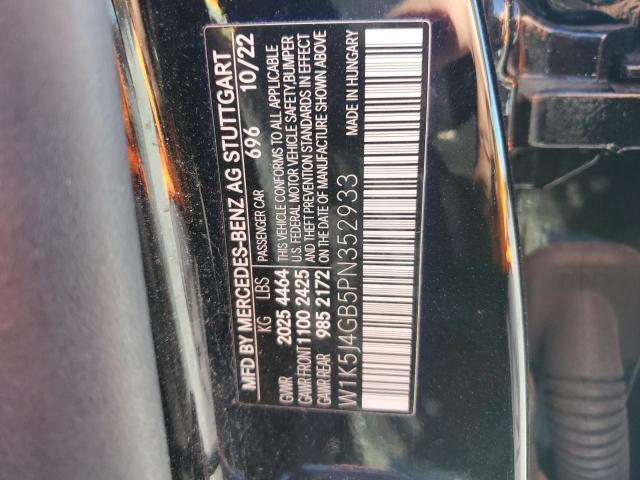 MFD BY MERCEDES-BENZ AG STUTTGART
696 10/22
KG LBS PASSENGER CAR
GVWR 2025 4464 THIS VEHICLE CONFORMS TO ALL APPLICABLE
GAWR FRONT 1100 2425 U.S. FEDERAL MOTOR VEHICLE SAFETY,BUMPER
GAWR REAR 985 2172 AND THEFT PREVENTION STANDARDS IN EFFECT
ON THE DATE OF MANUFACTURE SHOWN ABOVE
W1K5J4GB5PN352933 MADE IN HUNGARY